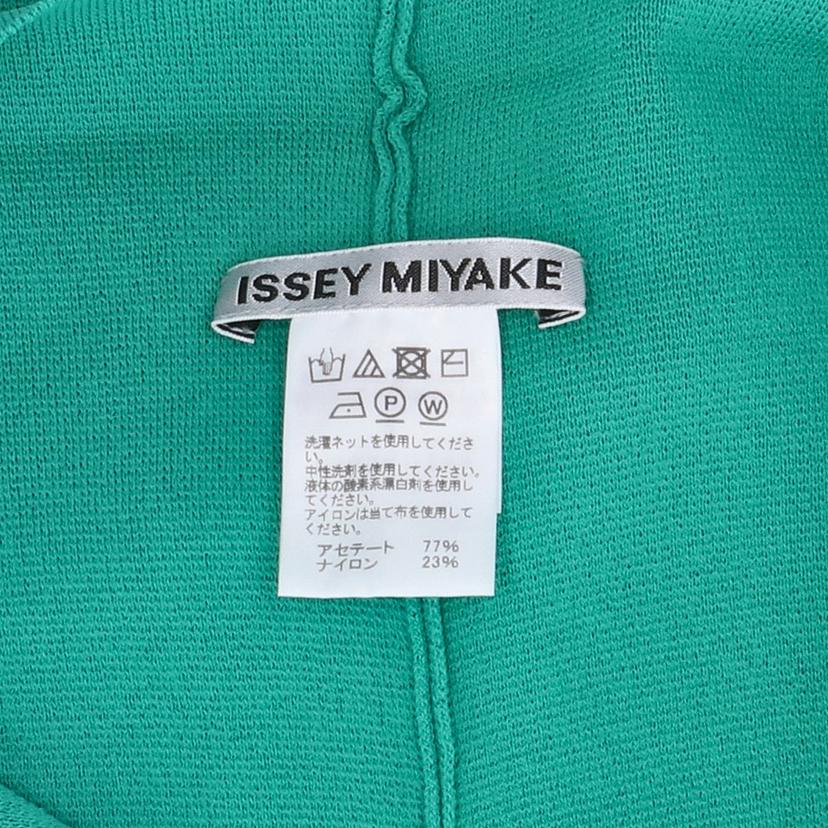 ISSEY MIYAKE
P W
洗濯ネットを使用してくださ
い。
中性洗剤を使用してください。
液体の酸素系漂白剤を使用し
てください。
アイロンは当て布を使用して
ください。
アセテート 77%
ナイロン 23%